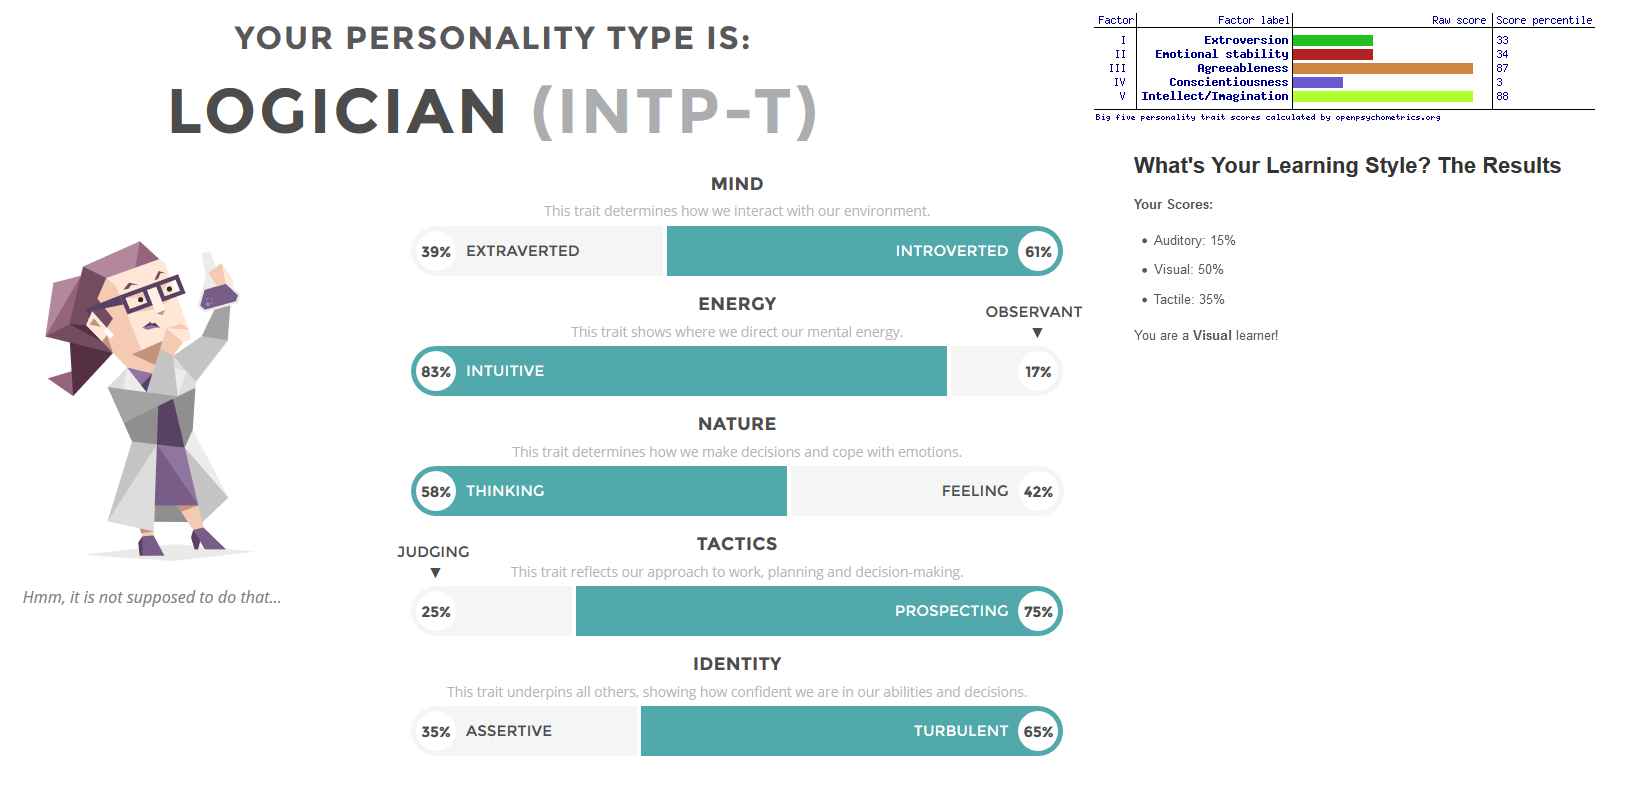 YOUR PERSONALITY TYPE IS:
LOGICIAN (INTP-T)
Hmm, it is not supposed to do that...
MIND
This trait determines how we interact with our environment.
39% EXTRAVERTED INTROVERTED 61%
ENERGY
OBSERVANT
This trait shows where we direct our mental energy.
▼
83% INTUITIVE 17%
NATURE
This trait determines how we make decisions and cope with emotions.
58% THINKING FEELING 42%
TACTICS
JUDGING
▼
This trait reflects our approach to work, planning and decision-making.
25% PROSPECTING 75%
IDENTITY
This trait underpins all others, showing how confident we are in our abilities and decisions.
35% ASSERTIVE TURBULENT 65%
Factor Factor label Raw score Score percentile
I Extroversion 33
II Emotional stability 34
III Agreeableness 87
IV Conscientiousness 3
V Intellect/Imagination 88
Big five personality trait scores calculated by openpsychometrics.org
What's Your Learning Style? The Results
Your Scores:
• Auditory: 15%
• Visual: 50%
• Tactile: 35%
You are a Visual learner!